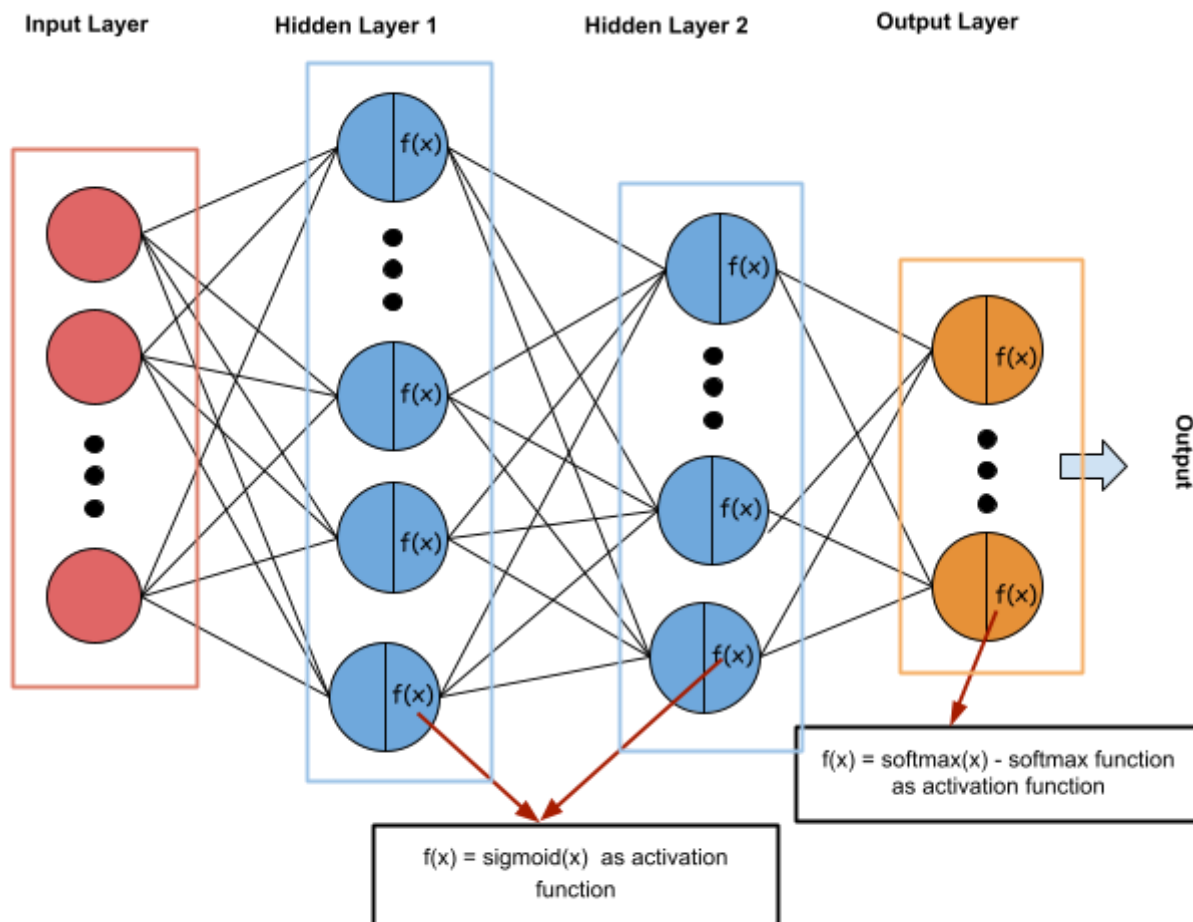 Input Layer
Hidden Layer 1
Hidden Layer 2
Output Layer
f(x)
f(x)
f(x)
f(x)
f(x)
f(x)
f(x)
f(x)
f(x)
Output
f(x) = softmax(x) - softmax function
as activation function
f(x) = sigmoid(x) as activation
function